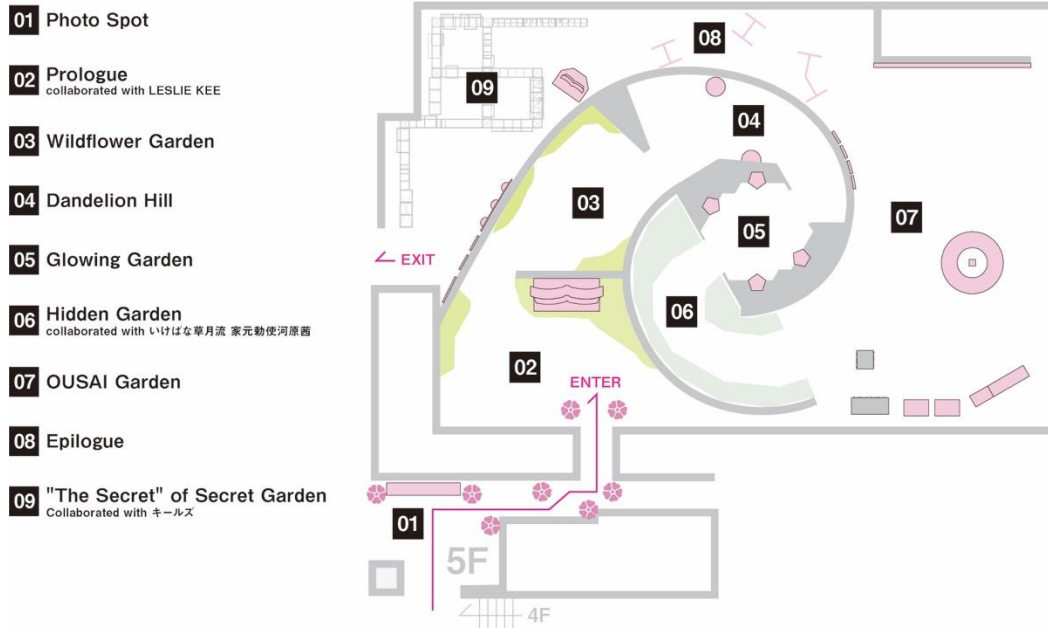 01 Photo Spot
02 Prologue
collaborated with LESLIE KEE
03 Wildflower Garden
04 Dandelion Hill
05 Glowing Garden
06 Hidden Garden
collaborated with いけばな草月流 家元勅使河原茜
07 OUSAI Garden
08 Epilogue
09 "The Secret" of Secret Garden
Collaborated with キールズ
08
09
04
03
07
05
EXIT
06
02
ENTER
01
5F
4F